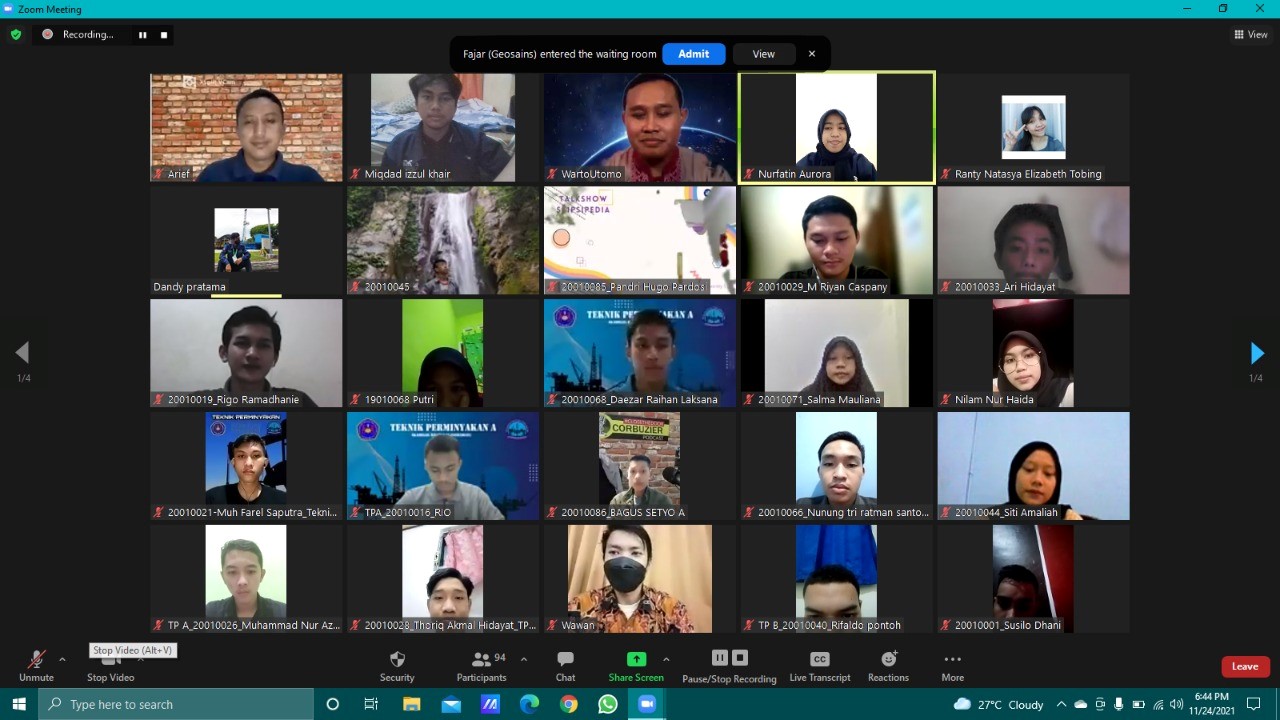 Zoom Meeting
Recording...
View
Fajar (Geosains) entered the waiting room
Admit
View
Arief
Miqdad izzul khair
WartoUtomo
Nurfatin Aurora
Ranty Natasya Elizabeth Tobing
Dandy pratama
20010045
TALKSHOW
20010085_Pandri Hugo Pardos
20010029_M Riyan Caspany
20010033_Ari Hidayat
1/4
1/4
20010019_Rigo Ramadhanie
19010068 Putri
TEKNIK PERMINYAKAN A
20010068_Daezar Raihan Laksana
20010071_Salma Mauliana
Nilam Nur Haida
TEKNIK PERMINYAKAN
20010021-Muh Farel Saputra_Tekni...
TEKNIK PERMINYAKAN A
TPA_20010016_RIO
CORBUZIER
PODCAST
20010086_BAGUS SETYO A
20010066_Nunung tri ratman santo...
20010044_Siti Amaliah
TP A_20010026_Muhammad Nur Az...
20010028_Thoriq Akmal Hidayat_TP...
Wawan
TP B_20010040_Rifaldo pontoh
20010001_Susilo Dhani
Stop Video (Alt+V)
94
CC
Unmute
Stop Video
Security
Participants
Chat
Share Screen
Pause/Stop Recording
Live Transcript
Reactions
More
Leave
Type here to search
27°C Cloudy
6:44 PM
11/24/2021